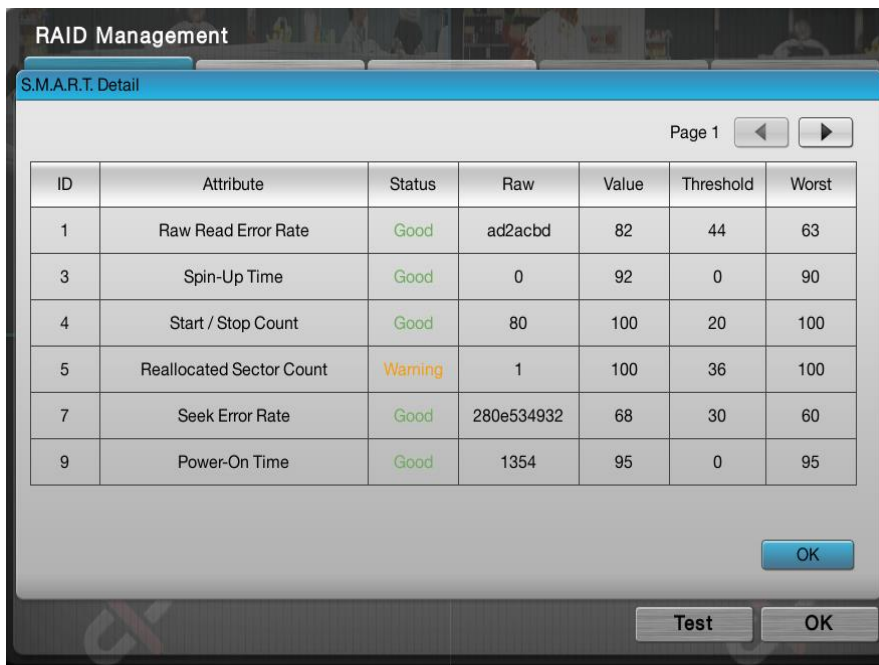 RAID Management
S.M.A.R.T. Detail
Page 1
ID Attribute Status Raw Value Threshold Worst
1 Raw Read Error Rate Good ad2acbd 82 44 63
3 Spin-Up Time Good 0 92 0 90
4 Start / Stop Count Good 80 100 20 100
5 Reallocated Sector Count Warning 1 100 36 100
7 Seek Error Rate Good 280e534932 68 30 60
9 Power-On Time Good 1354 95 0 95
OK
Test OK